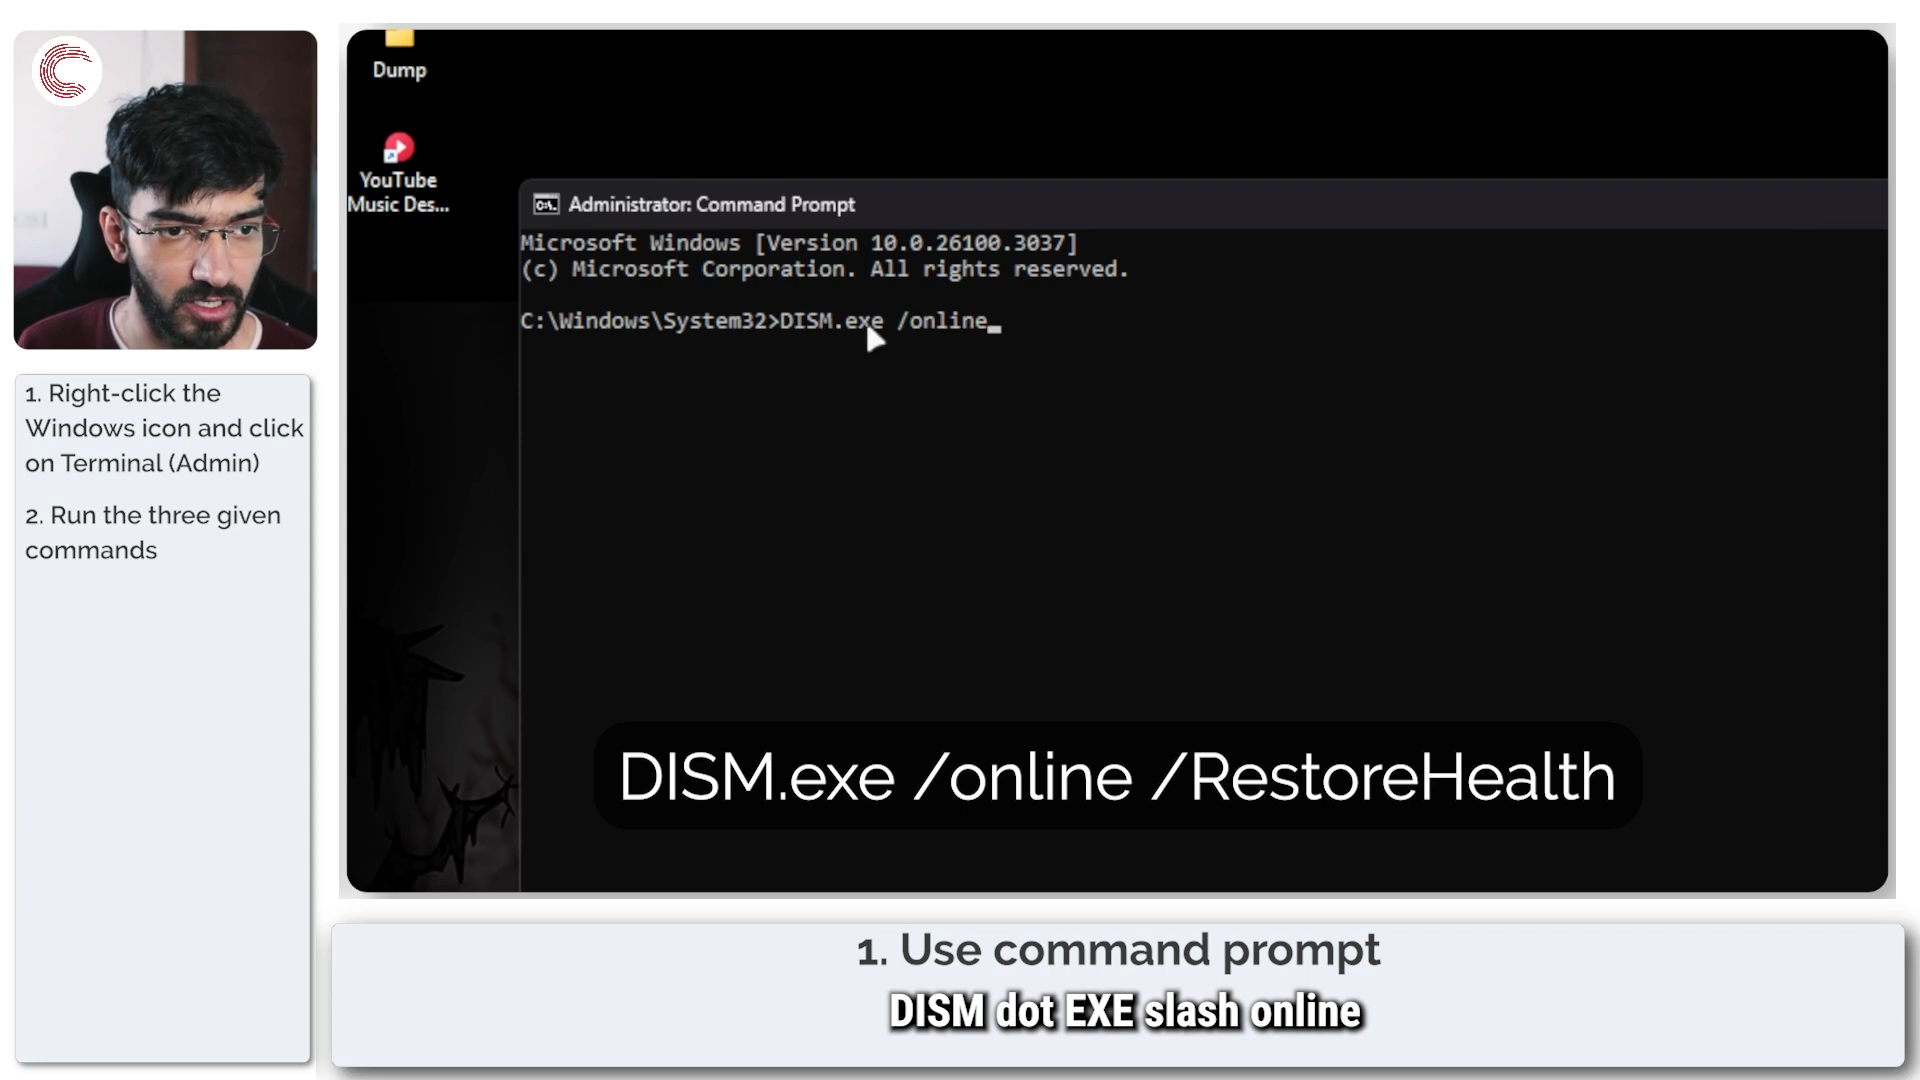 Dump
YouTube
Music Des...
Administrator: Command Prompt
Microsoft Windows [Version 10.0.26100.3037]
(c) Microsoft Corporation. All rights reserved.
C:\Windows\System32>DISM.exe /online_
1. Right-click the
Windows icon and click
on Terminal (Admin)
2. Run the three given
commands
DISM.exe /online /RestoreHealth
1. Use command prompt
DISM dot EXE slash online